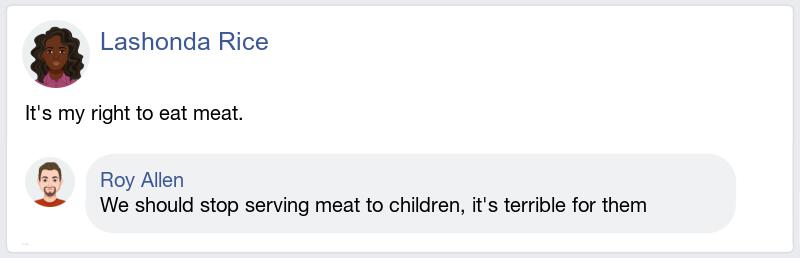 Lashonda Rice
It's my right to eat meat.
Roy Allen
We should stop serving meat to children, it's terrible for them